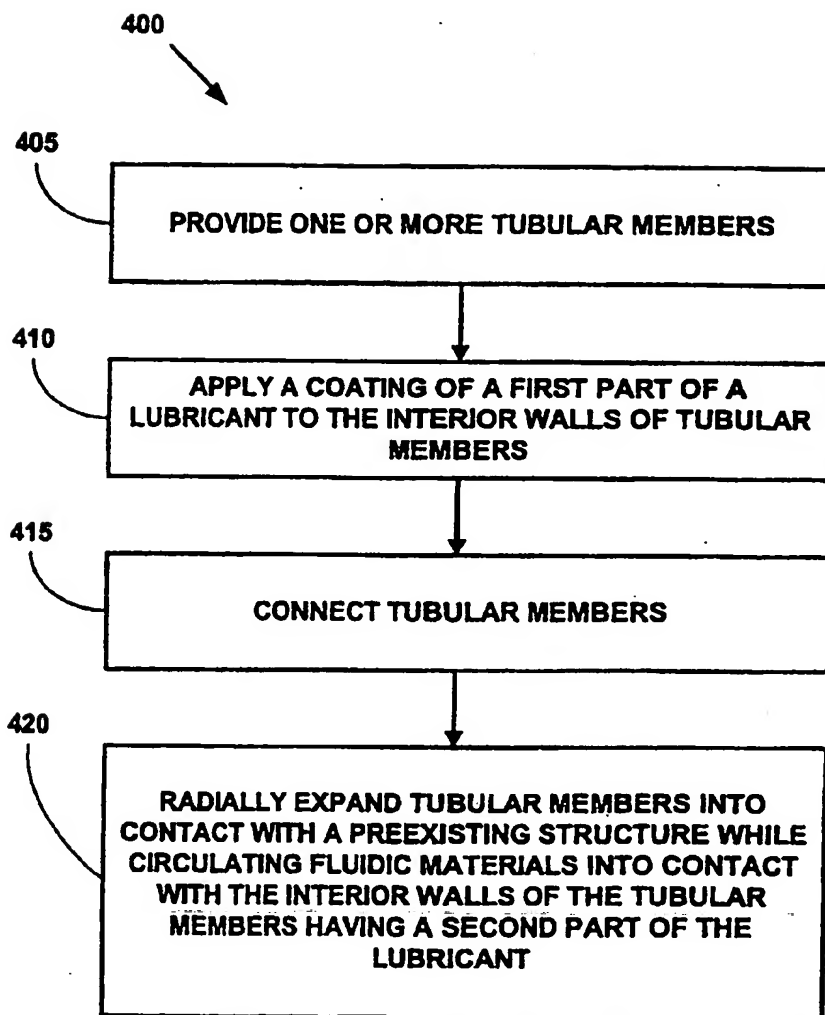 400
405
PROVIDE ONE OR MORE TUBULAR MEMBERS
410
APPLY A COATING OF A FIRST PART OF A
LUBRICANT TO THE INTERIOR WALLS OF TUBULAR
MEMBERS
415
CONNECT TUBULAR MEMBERS
420
RADIALLY EXPAND TUBULAR MEMBERS INTO
CONTACT WITH A PREEXISTING STRUCTURE WHILE
CIRCULATING FLUIDIC MATERIALS INTO CONTACT
WITH THE INTERIOR WALLS OF THE TUBULAR
MEMBERS HAVING A SECOND PART OF THE
LUBRICANT